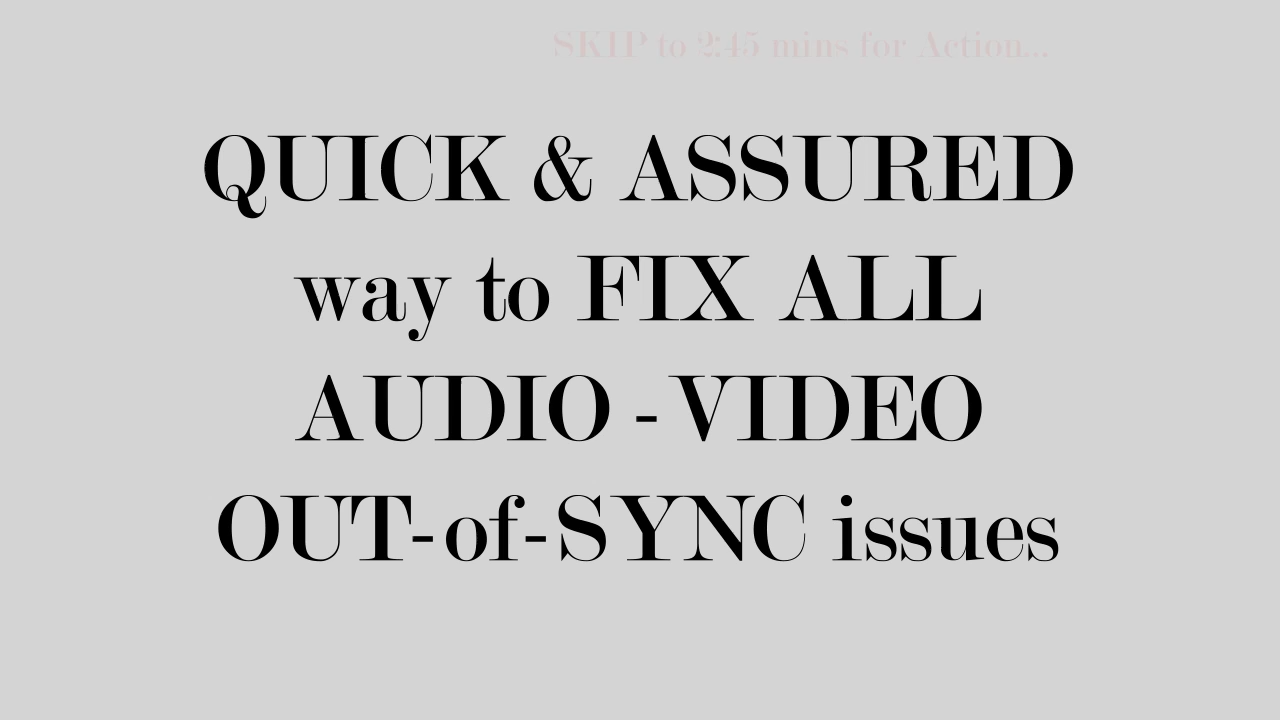 SKIP to 2:45 mins for Action...
QUICK & ASSURED
way to FIX ALL
AUDIO - VIDEO
OUT-of-SYNC issues